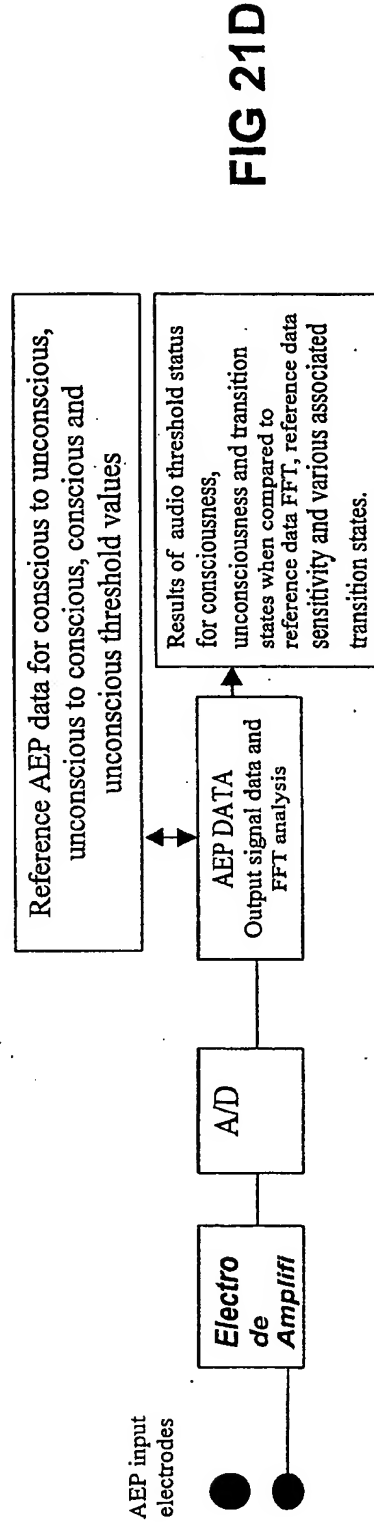 AEP input
electrodes
Electro
de
Amplifi
A/D
AEP DATA
Output signal data and
FFT analysis
Reference AEP data for conscious to unconscious,
unconscious to conscious, conscious and
unconscious threshold values
Results of audio threshold status
for consciousness,
unconsciousness and transition
states when compared to
reference data FFT, reference data
sensitivity and various associated
transition states.
FIG 21D